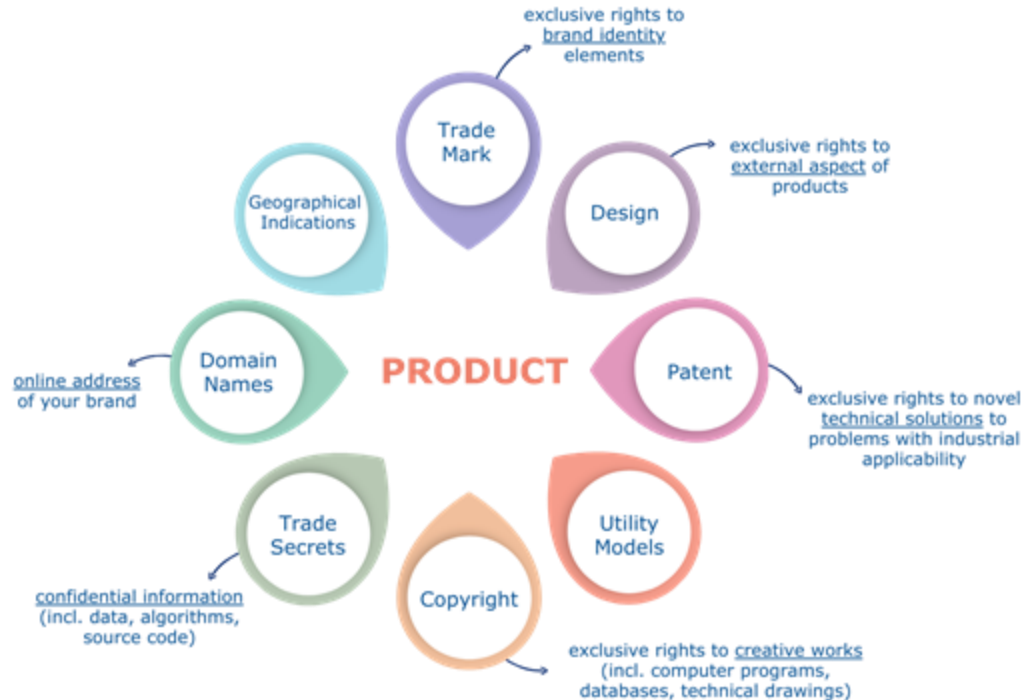 exclusive rights to
brand identity
elements
Trade
Mark
exclusive rights to
external aspect of
products
Design
Geographical
Indications
PRODUCT
Patent
exclusive rights to novel
technical solutions to
problems with industrial
applicability
Domain
Names
online address
of your brand
Utility
Models
Trade
Secrets
confidential information
(incl. data, algorithms,
source code)
Copyright
exclusive rights to creative works
(incl. computer programs,
databases, technical drawings)